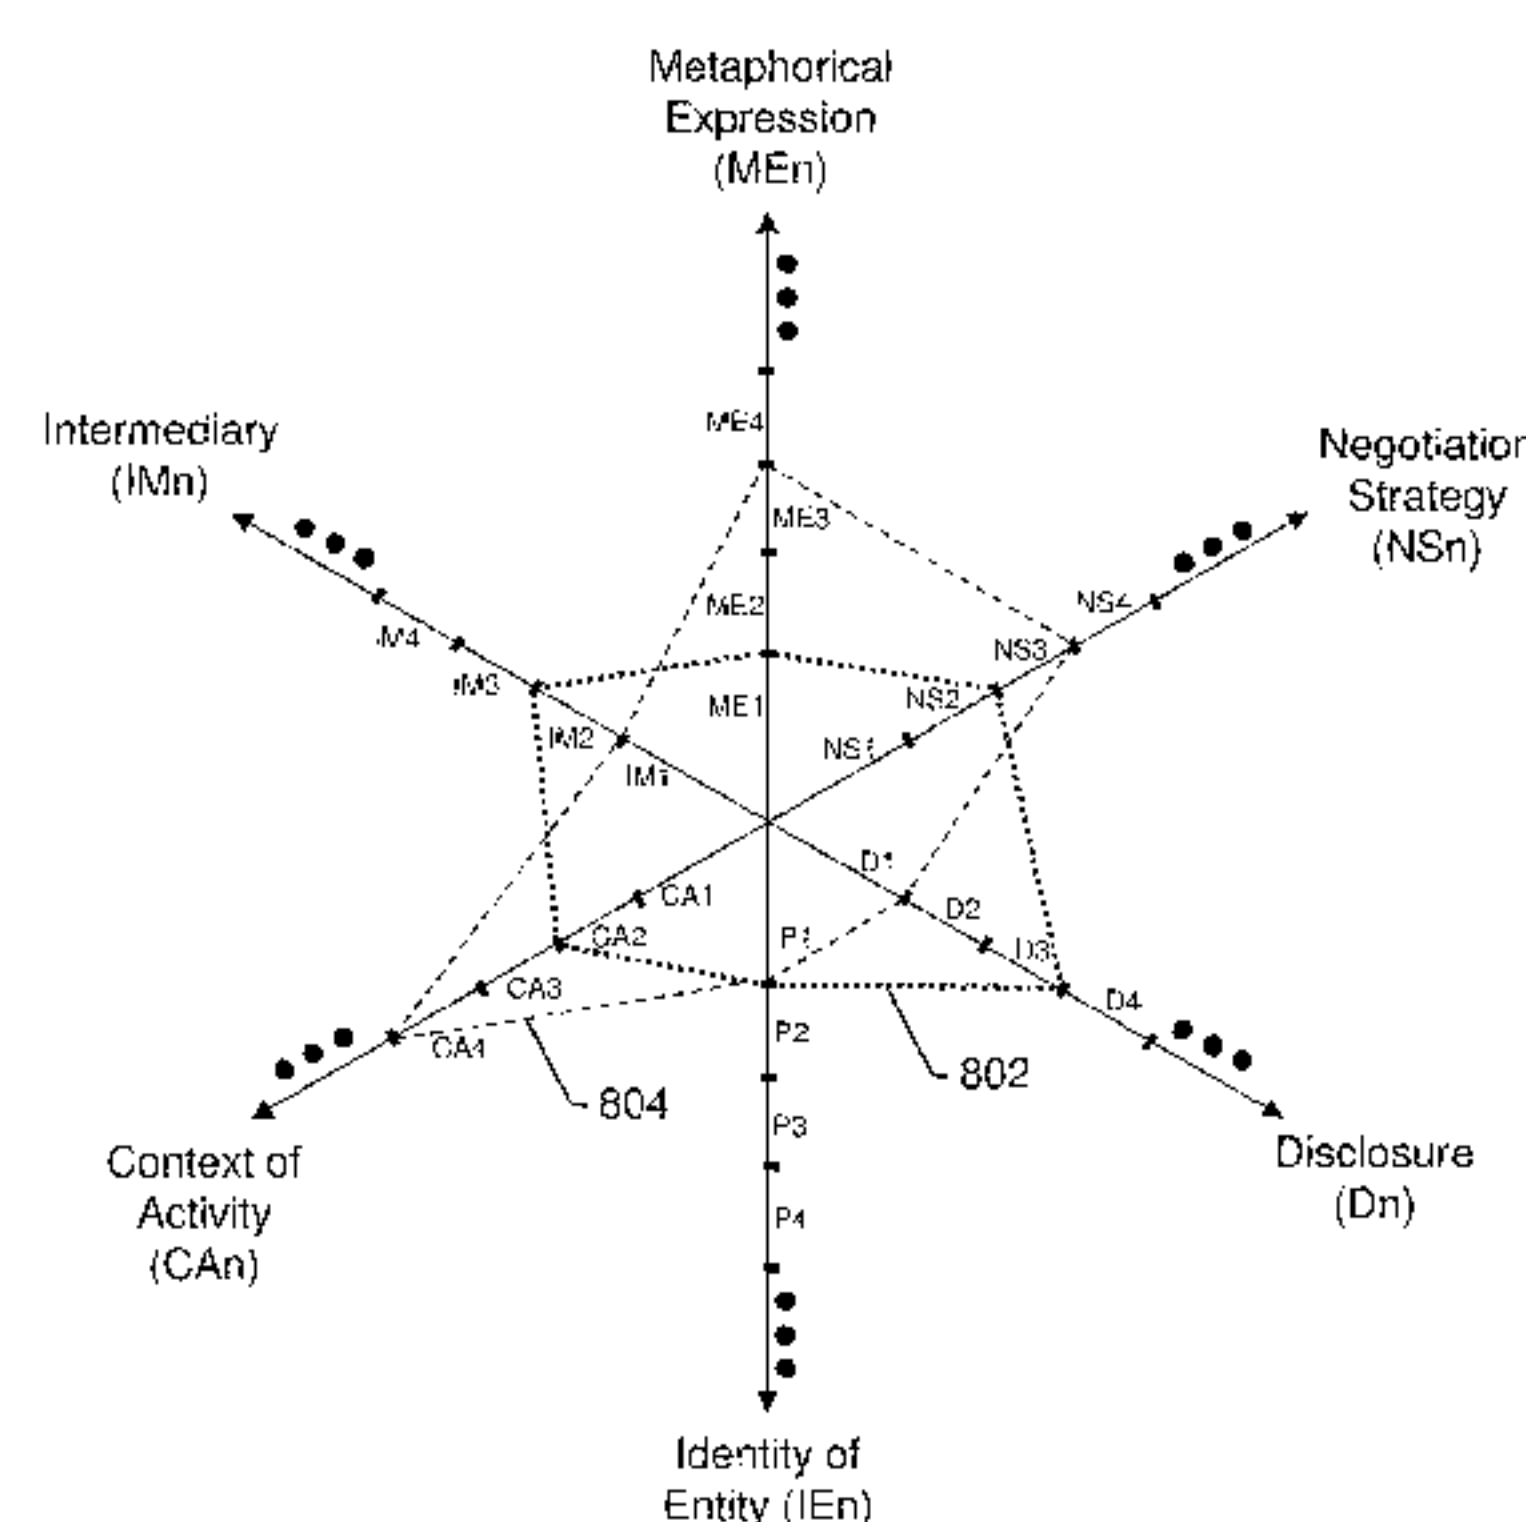 Metaphorical
Expression
(MEn)
Intermediary
(IMn)
Negotiation
Strategy
(NSn)
ME4
ME3
ME2
ME1
IM4
IM3
IM2
IM1
NS4
NS3
NS2
NS1
D1
D2
D3
D4
CA1
CA2
CA3
CA4
P1
P2
P3
P4
804
802
Context of
Activity
(CAn)
Disclosure
(Dn)
Identity of
Entity (IEn)